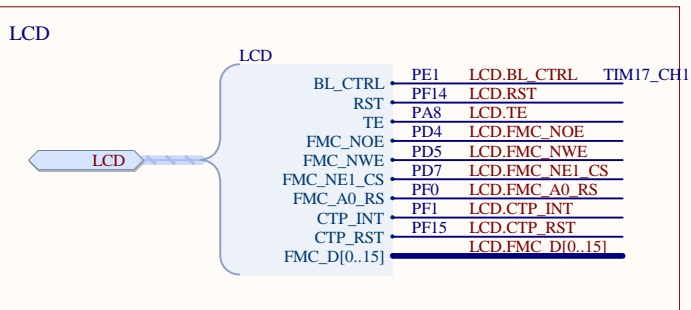 LCD
LCD
BL_CTRL PE1 LCD.BL_CTRL TIM17_CH1
RST PF14 LCD.RST
TE PA8 LCD.TE
FMC_NOE PD4 LCD.FMC_NOE
LCD FMC_NWE PD5 LCD.FMC_NWE
FMC_NE1_CS PD7 LCD.FMC_NE1_CS
FMC_A0_RS PF0 LCD.FMC_A0_RS
CTP_INT PF1 LCD.CTP_INT
CTP_RST PF15 LCD.CTP_RST
FMC_D[0..15] LCD.FMC_D[0..15]